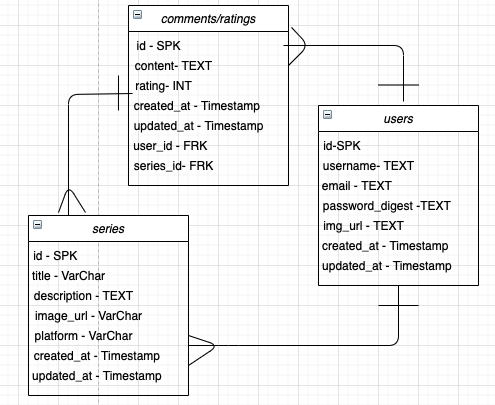 comments/ratings
id - SPK
content- TEXT
rating- INT
created_at - Timestamp
updated_at - Timestamp
user_id - FRK
series_id- FRK
users
id-SPK
username- TEXT
email - TEXT
password_digest -TEXT
img_url - TEXT
created_at - Timestamp
updated_at - Timestamp
series
id - SPK
title - VarChar
description - TEXT
image_url - VarChar
platform - VarChar
created_at - Timestamp
updated_at - Timestamp